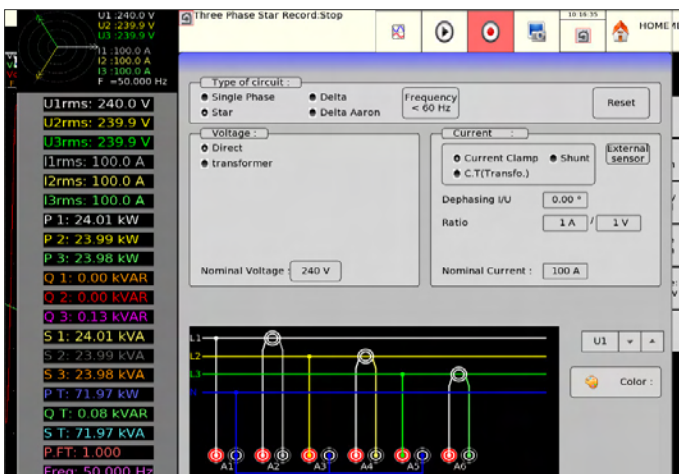 U1 :240.0 V
U2 :239.9 V
U3 :239.9 V
I1 :100.0 A
I2 :100.0 A
I3 :100.0 A
F =50.000 Hz
Three Phase Star Record:Stop
10:16:35
HOME
U1rms: 240.0 V
U2rms: 239.9 V
U3rms: 239.9 V
I1rms: 100.0 A
I2rms: 100.0 A
I3rms: 100.0 A
P 1: 24.01 kW
P 2: 23.99 kW
P 3: 23.98 kW
Q 1: 0.00 kVAR
Q 2: 0.00 kVAR
Q 3: 0.13 kVAR
S 1: 24.01 kVA
S 2: 23.99 kVA
S 3: 23.98 kVA
P T: 71.97 kW
Q T: 0.08 kVAR
S T: 71.97 kVA
P.FT: 1.000
Freq: 50.000 Hz
Type of circuit :
Single Phase
Delta
Star
Delta Aaron
Frequency
< 60 Hz
Reset
Voltage :
Direct
transformer
Nominal Voltage :
240 V
Current :
Current Clamp
Shunt
C.T(Transfo.)
External
sensor
Dephasing I/U
0.00 °
Ratio
1 A / 1 V
Nominal Current :
100 A
L1
L2
L3
N
A1
A2
A3
A4
A5
A6
U1
Color :